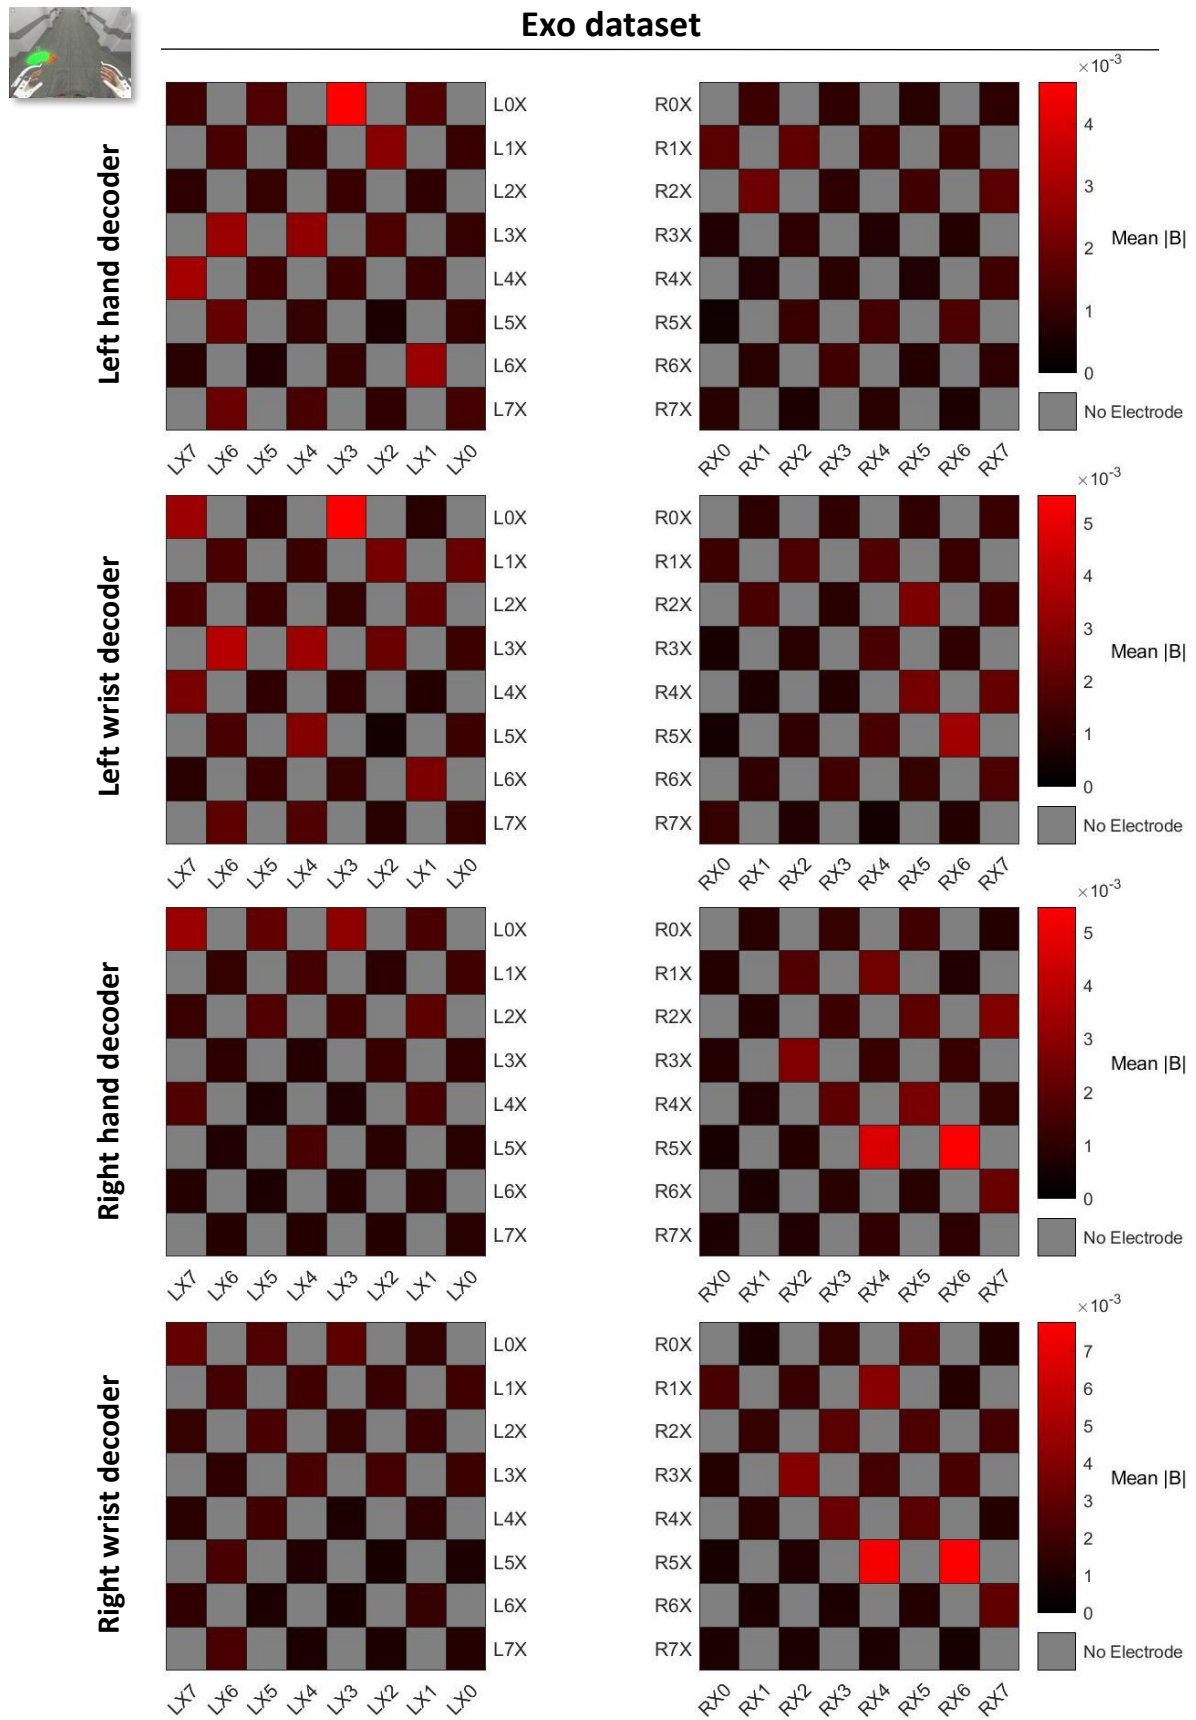 Exo dataset
Left hand decoder
L0X
L1X
L2X
L3X
L4X
L5X
L6X
L7X
LX7 LX6 LX5 LX4 LX3 LX2 LX1 LX0
R0X
R1X
R2X
R3X
R4X
R5X
R6X
R7X
RX0 RX1 RX2 RX3 RX4 RX5 RX6 RX7
×10⁻³
4
3
2
1
0
Mean |B|
No Electrode
Left wrist decoder
L0X
L1X
L2X
L3X
L4X
L5X
L6X
L7X
LX7 LX6 LX5 LX4 LX3 LX2 LX1 LX0
R0X
R1X
R2X
R3X
R4X
R5X
R6X
R7X
RX0 RX1 RX2 RX3 RX4 RX5 RX6 RX7
×10⁻³
5
4
3
2
1
0
Mean |B|
No Electrode
Right hand decoder
L0X
L1X
L2X
L3X
L4X
L5X
L6X
L7X
LX7 LX6 LX5 LX4 LX3 LX2 LX1 LX0
R0X
R1X
R2X
R3X
R4X
R5X
R6X
R7X
RX0 RX1 RX2 RX3 RX4 RX5 RX6 RX7
×10⁻³
5
4
3
2
1
0
Mean |B|
No Electrode
Right wrist decoder
L0X
L1X
L2X
L3X
L4X
L5X
L6X
L7X
LX7 LX6 LX5 LX4 LX3 LX2 LX1 LX0
R0X
R1X
R2X
R3X
R4X
R5X
R6X
R7X
RX0 RX1 RX2 RX3 RX4 RX5 RX6 RX7
×10⁻³
7
6
5
4
3
2
1
0
Mean |B|
No Electrode